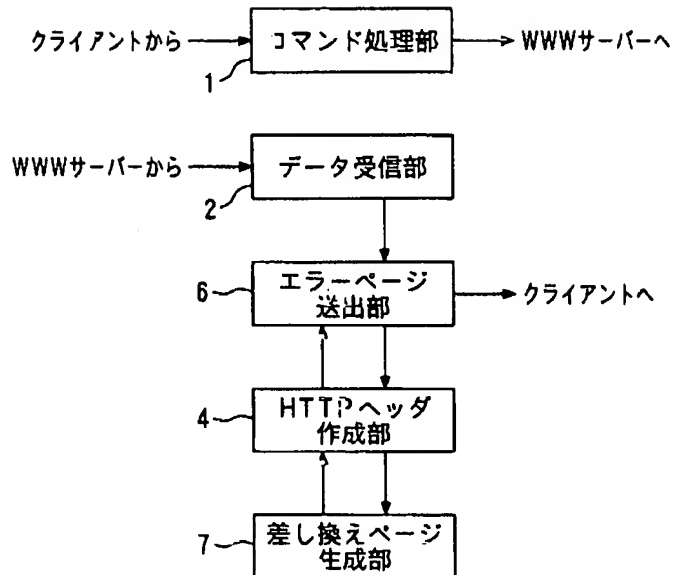 クライアントから コマンド処理部 WWWサーバーへ
1
WWWサーバーから データ受信部
2
6 エラーページ
送出部
クライアントへ
4 HTTPヘッダ
作成部
7 差し換えページ
生成部